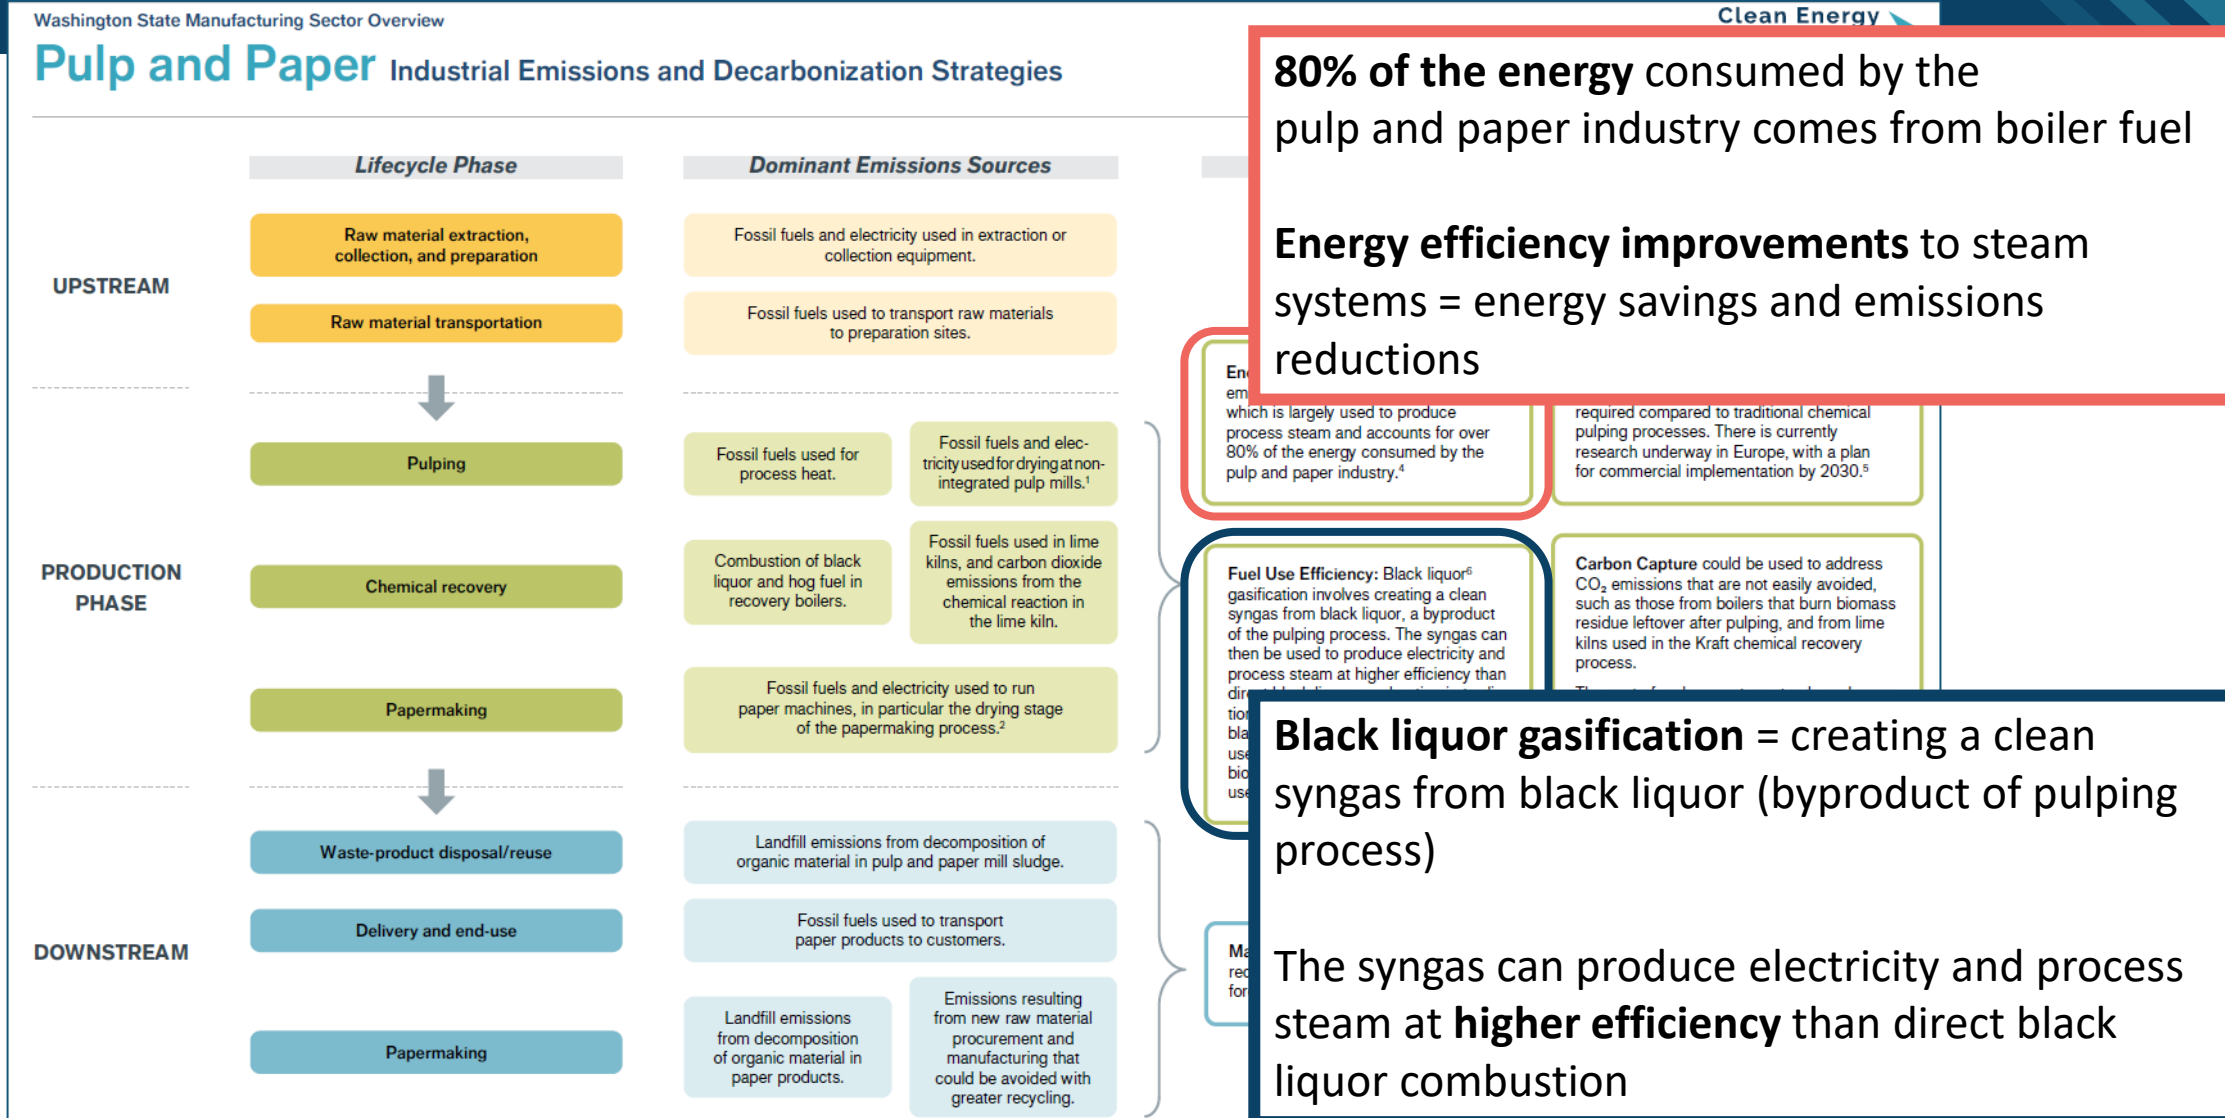 Washington State Manufacturing Sector Overview
Clean Energy
Pulp and Paper Industrial Emissions and Decarbonization Strategies
80% of the energy consumed by the
pulp and paper industry comes from boiler fuel
Energy efficiency improvements to steam
systems = energy savings and emissions
reductions
Lifecycle Phase
Dominant Emissions Sources
UPSTREAM
Raw material extraction,
collection, and preparation
Fossil fuels and electricity used in extraction or
collection equipment.
Raw material transportation
Fossil fuels used to transport raw materials
to preparation sites.
PRODUCTION
PHASE
Pulping
Fossil fuels used for
process heat.
Fossil fuels and elec-
tricity used for drying at non-
integrated pulp mills.¹
Chemical recovery
Combustion of black
liquor and hog fuel in
recovery boilers.
Fossil fuels used in lime
kilns, and carbon dioxide
emissions from the
chemical reaction in
the lime kiln.
Papermaking
Fossil fuels and electricity used to run
paper machines, in particular the drying stage
of the papermaking process.²
which is largely used to produce
process steam and accounts for over
80% of the energy consumed by the
pulp and paper industry.⁴
required compared to traditional chemical
pulping processes. There is currently
research underway in Europe, with a plan
for commercial implementation by 2030.⁵
Fuel Use Efficiency: Black liquor⁶
gasification involves creating a clean
syngas from black liquor, a byproduct
of the pulping process. The syngas can
then be used to produce electricity and
process steam at higher efficiency than
Carbon Capture could be used to address
CO₂ emissions that are not easily avoided,
such as those from boilers that burn biomass
residue leftover after pulping, and from lime
kilns used in the Kraft chemical recovery
process.
Black liquor gasification = creating a clean
syngas from black liquor (byproduct of pulping
process)
The syngas can produce electricity and process
steam at higher efficiency than direct black
liquor combustion
DOWNSTREAM
Waste-product disposal/reuse
Landfill emissions from decomposition of
organic material in pulp and paper mill sludge.
Delivery and end-use
Fossil fuels used to transport
paper products to customers.
Papermaking
Landfill emissions
from decomposition
of organic material in
paper products.
Emissions resulting
from new raw material
procurement and
manufacturing that
could be avoided with
greater recycling.